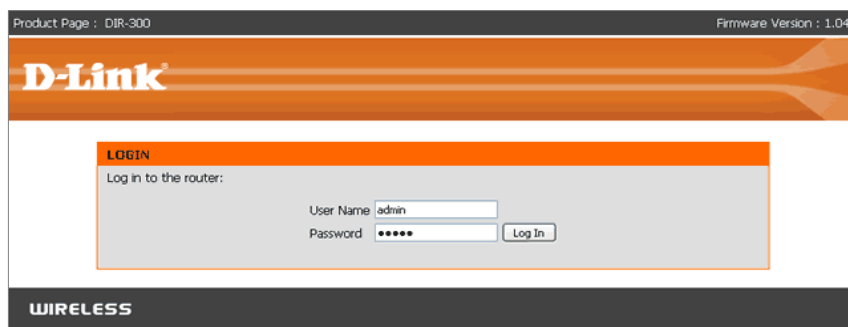 Product Page : DIR-300 Firmware Version : 1.04
D-Link
LOGIN
Log in to the router:
User Name admin
Password ••••• Log In
WIRELESS